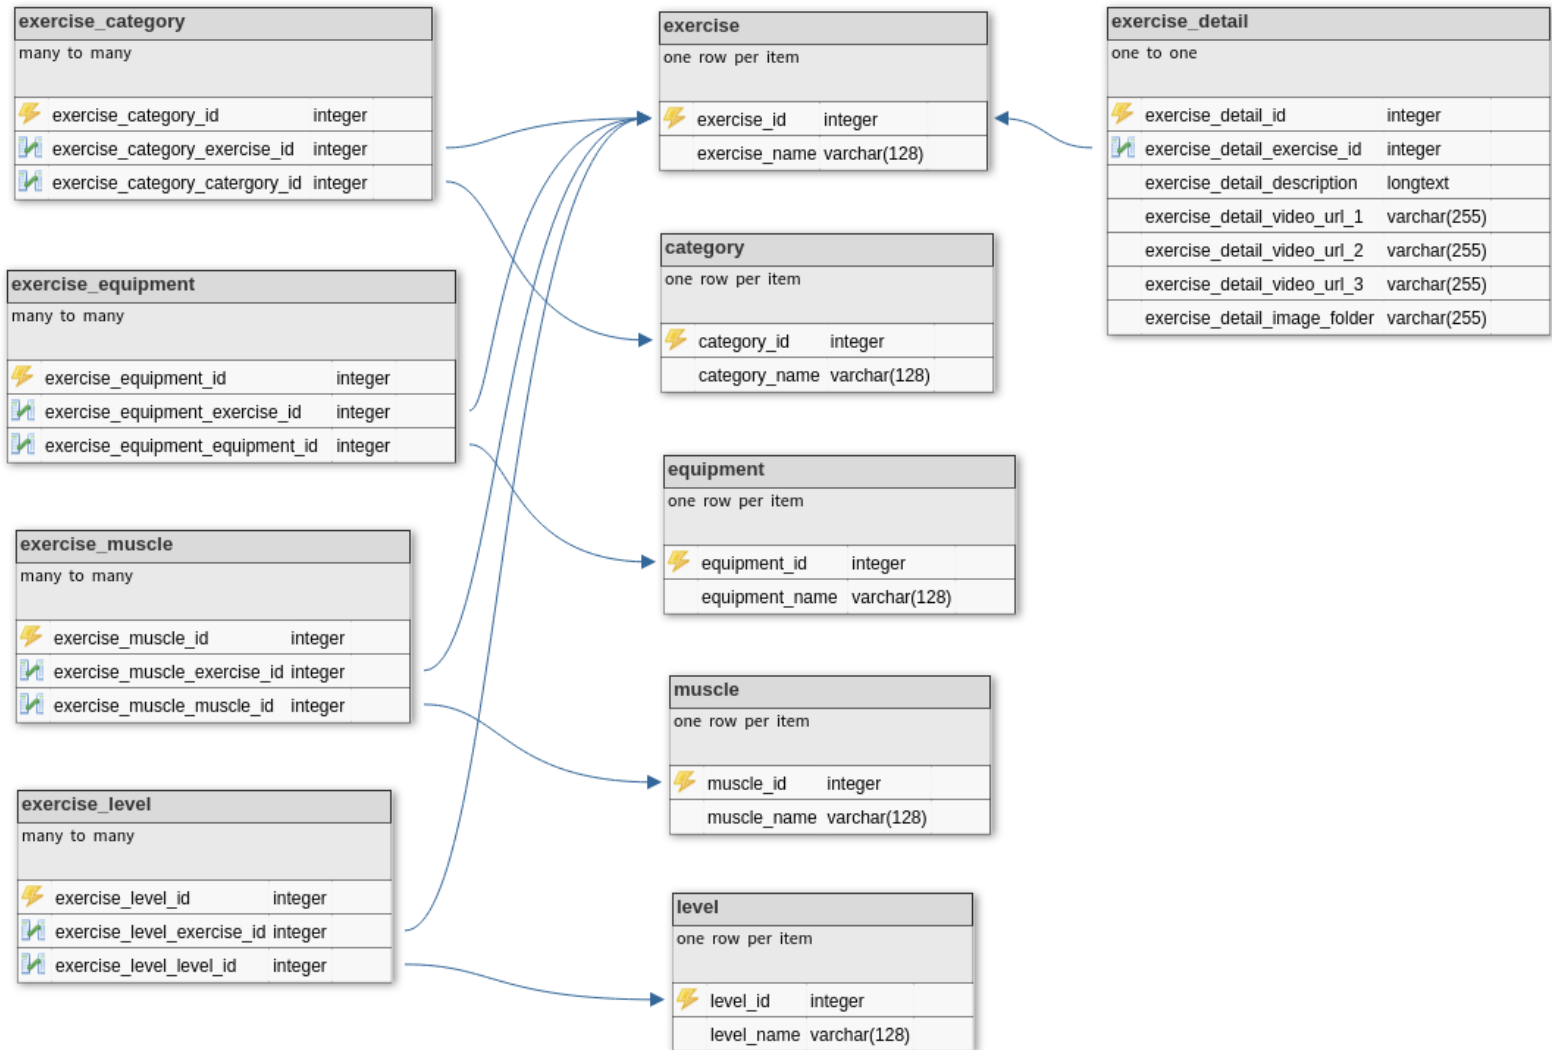 exercise_category
many to many
exercise_category_id integer
exercise_category_exercise_id integer
exercise_category_catergory_id integer
exercise_equipment
many to many
exercise_equipment_id integer
exercise_equipment_exercise_id integer
exercise_equipment_equipment_id integer
exercise_muscle
many to many
exercise_muscle_id integer
exercise_muscle_exercise_id integer
exercise_muscle_muscle_id integer
exercise_level
many to many
exercise_level_id integer
exercise_level_exercise_id integer
exercise_level_level_id integer
exercise
one row per item
exercise_id integer
exercise_name varchar(128)
category
one row per item
category_id integer
category_name varchar(128)
equipment
one row per item
equipment_id integer
equipment_name varchar(128)
muscle
one row per item
muscle_id integer
muscle_name varchar(128)
level
one row per item
level_id integer
level_name varchar(128)
exercise_detail
one to one
exercise_detail_id integer
exercise_detail_exercise_id integer
exercise_detail_description longtext
exercise_detail_video_url_1 varchar(255)
exercise_detail_video_url_2 varchar(255)
exercise_detail_video_url_3 varchar(255)
exercise_detail_image_folder varchar(255)